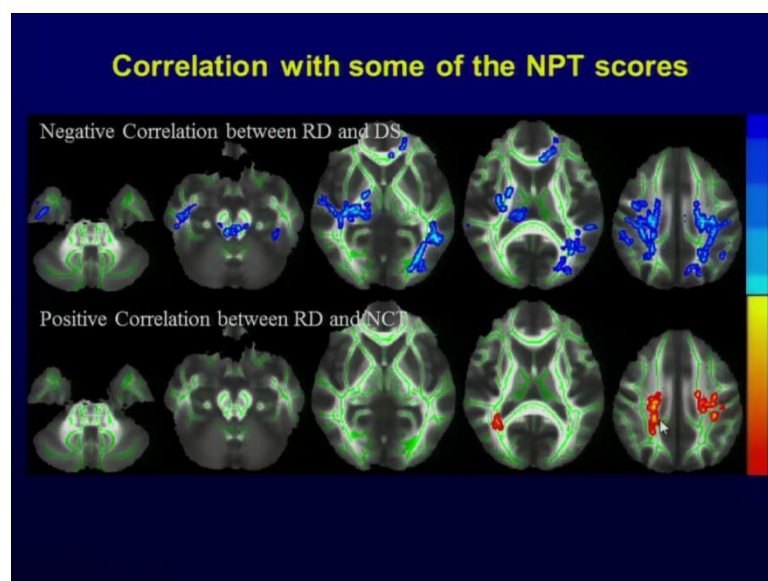 Correlation with some of the NPT scores
Negative Correlation between RD and DS
Positive Correlation between RD and NCT